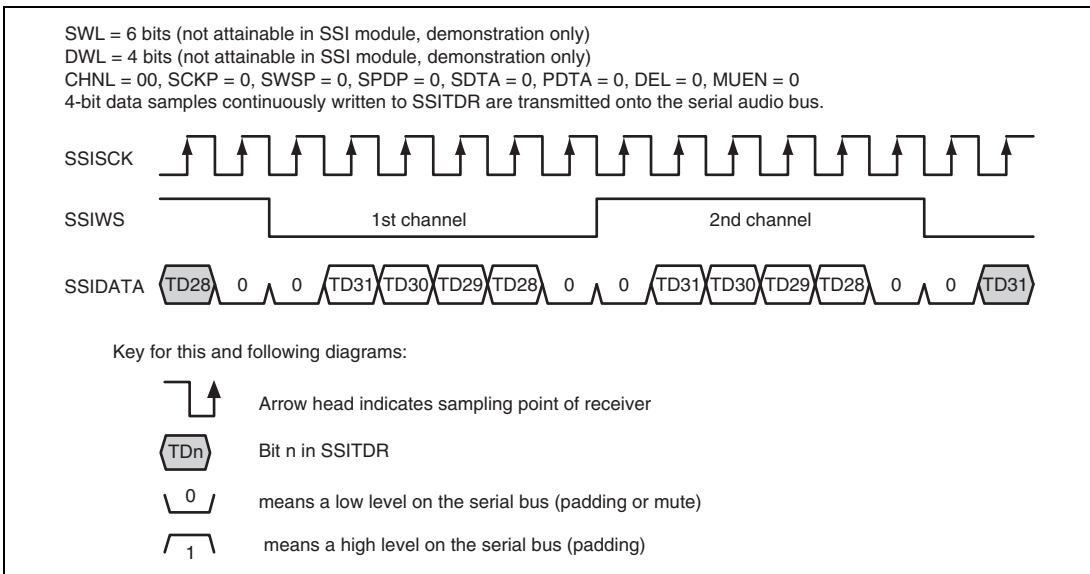 SWL = 6 bits (not attainable in SSI module, demonstration only)
DWL = 4 bits (not attainable in SSI module, demonstration only)
CHNL = 00, SCKP = 0, SWSP = 0, SPDP = 0, SDTA = 0, PDTA = 0, DEL = 0, MUEN = 0
4-bit data samples continuously written to SSITDR are transmitted onto the serial audio bus.
SSISCK
SSIWS 1st channel 2nd channel
SSIDATA TD28 0 0 TD31 TD30 TD29 TD28 0 0 TD31 TD30 TD29 TD28 0 0 TD31
Key for this and following diagrams:
Arrow head indicates sampling point of receiver
TDn Bit n in SSITDR
0 means a low level on the serial bus (padding or mute)
1 means a high level on the serial bus (padding)